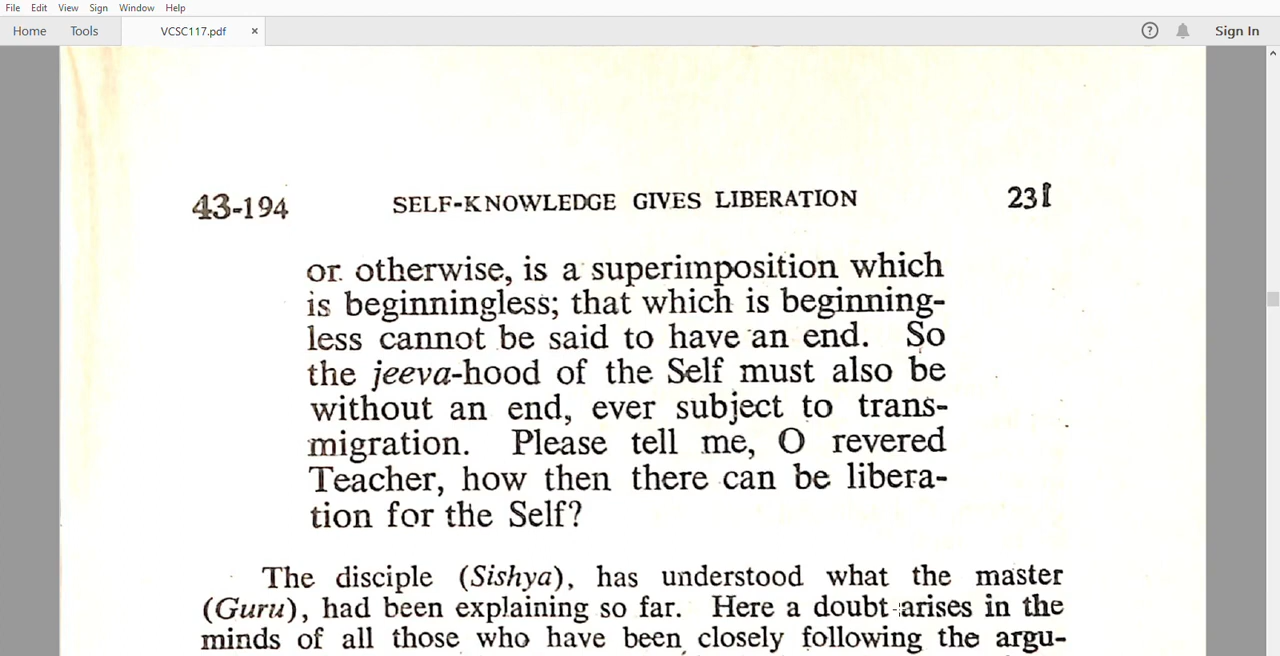 File Edit View Sign Window Help
Home Tools VCSC117.pdf × ? Sign In
43-194 SELF-KNOWLEDGE GIVES LIBERATION 231
or otherwise, is a superimposition which
is beginningless; that which is beginning-
less cannot be said to have an end. So
the jeeva-hood of the Self must also be
without an end, ever subject to trans-
migration. Please tell me, O revered
Teacher, how then there can be libera-
tion for the Self?
The disciple (Sishya), has understood what the master
(Guru), had been explaining so far. Here a doubt arises in the
minds of all those who have been closely following the argu-